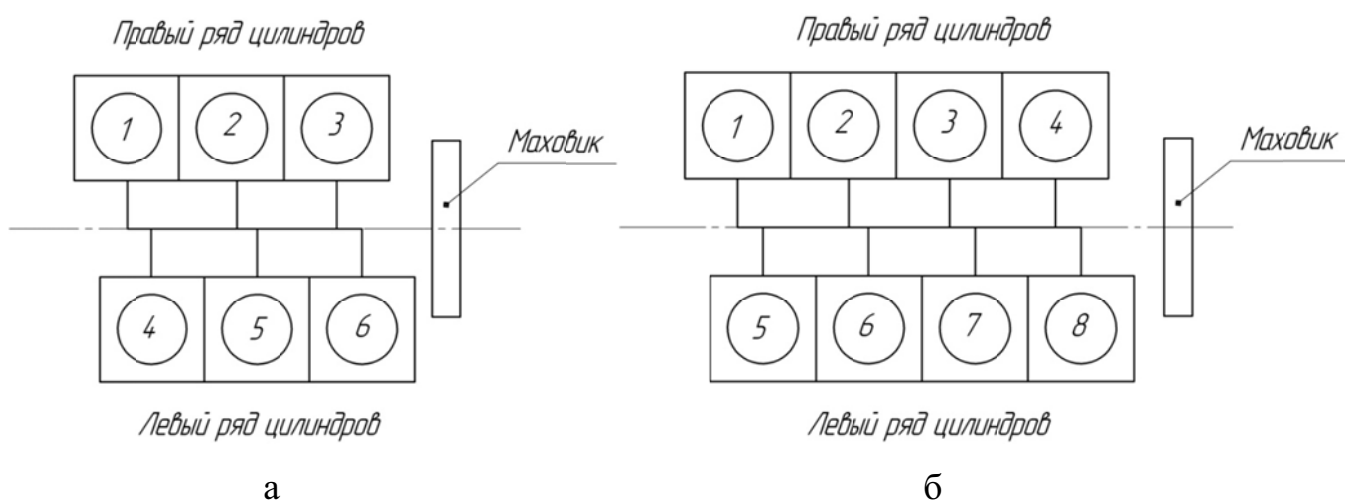 Правый ряд цилиндров
1 2 3
Маховик
4 5 6
Левый ряд цилиндров
а
Правый ряд цилиндров
1 2 3 4
Маховик
5 6 7 8
Левый ряд цилиндров
б